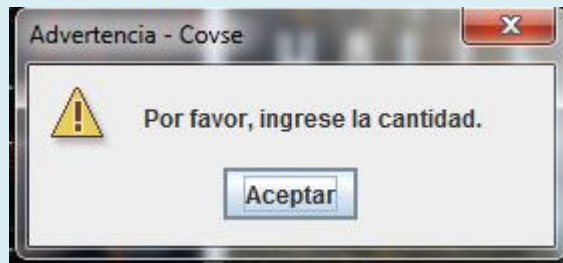 Advertencia - Covse
Por favor, ingrese la cantidad.
Aceptar